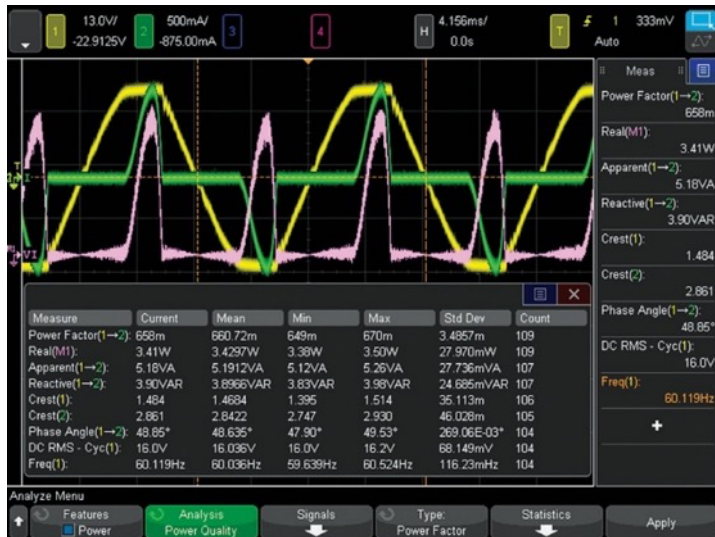 1 13.0V/ 2 500mA/ 3 4 H 4.156ms/ T 1 333mV
-22.9125V -875.00mA 0.0s Auto
Meas
Power Factor(1→2):
658m
Real(M1):
3.41W
Apparent(1→2):
5.18VA
Reactive(1→2):
3.90VAR
Crest(1):
1.484
Crest(2):
2.861
Phase Angle(1→2):
48.85°
DC RMS - Cyc(1):
16.0V
Freq(1):
60.119Hz
+
T
I
VI
Measure Current Mean Min Max Std Dev Count
Power Factor(1→2): 658m 660.72m 649m 670m 3.4857m 109
Real(M1): 3.41W 3.4297W 3.38W 3.50W 27.970mW 109
Apparent(1→2): 5.18VA 5.1912VA 5.12VA 5.26VA 27.736mVA 107
Reactive(1→2): 3.90VAR 3.8966VAR 3.83VAR 3.98VAR 24.685mVAR 107
Crest(1): 1.484 1.4684 1.395 1.514 35.113m 106
Crest(2): 2.861 2.8422 2.747 2.930 46.028m 105
Phase Angle(1→2): 48.85° 48.635° 47.90° 49.53° 269.06E-03° 104
DC RMS - Cyc(1): 16.0V 16.036V 16.0V 16.2V 68.149mV 104
Freq(1): 60.119Hz 60.036Hz 59.639Hz 60.524Hz 116.23mHz 104
Analyze Menu
Features Analysis Signals Type: Statistics Apply
Power Power Quality Power Factor